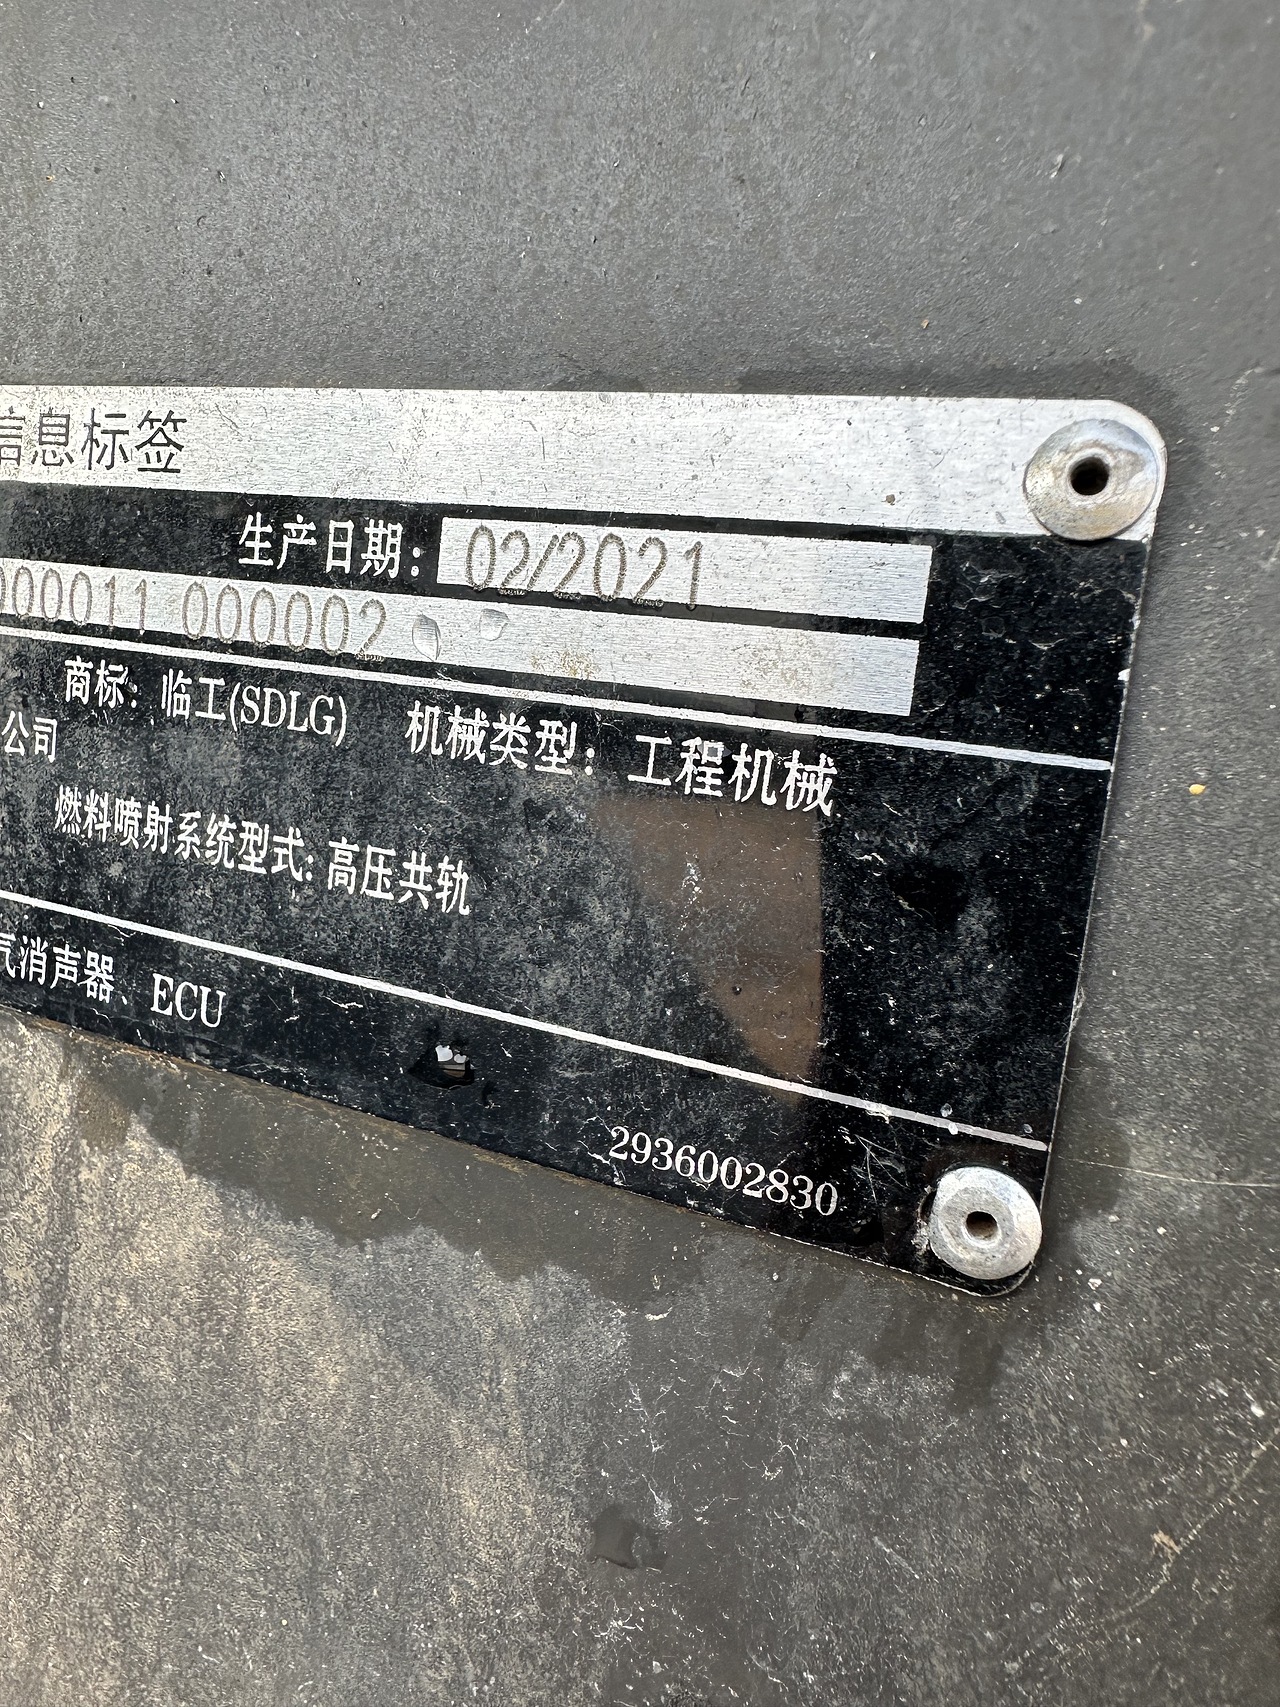 信息标签
生产日期: 02/2021
000011 000002
商标: 临工(SDLG) 机械类型: 工程机械
公司
燃料喷射系统型式: 高压共轨
气消声器、ECU
2936002830